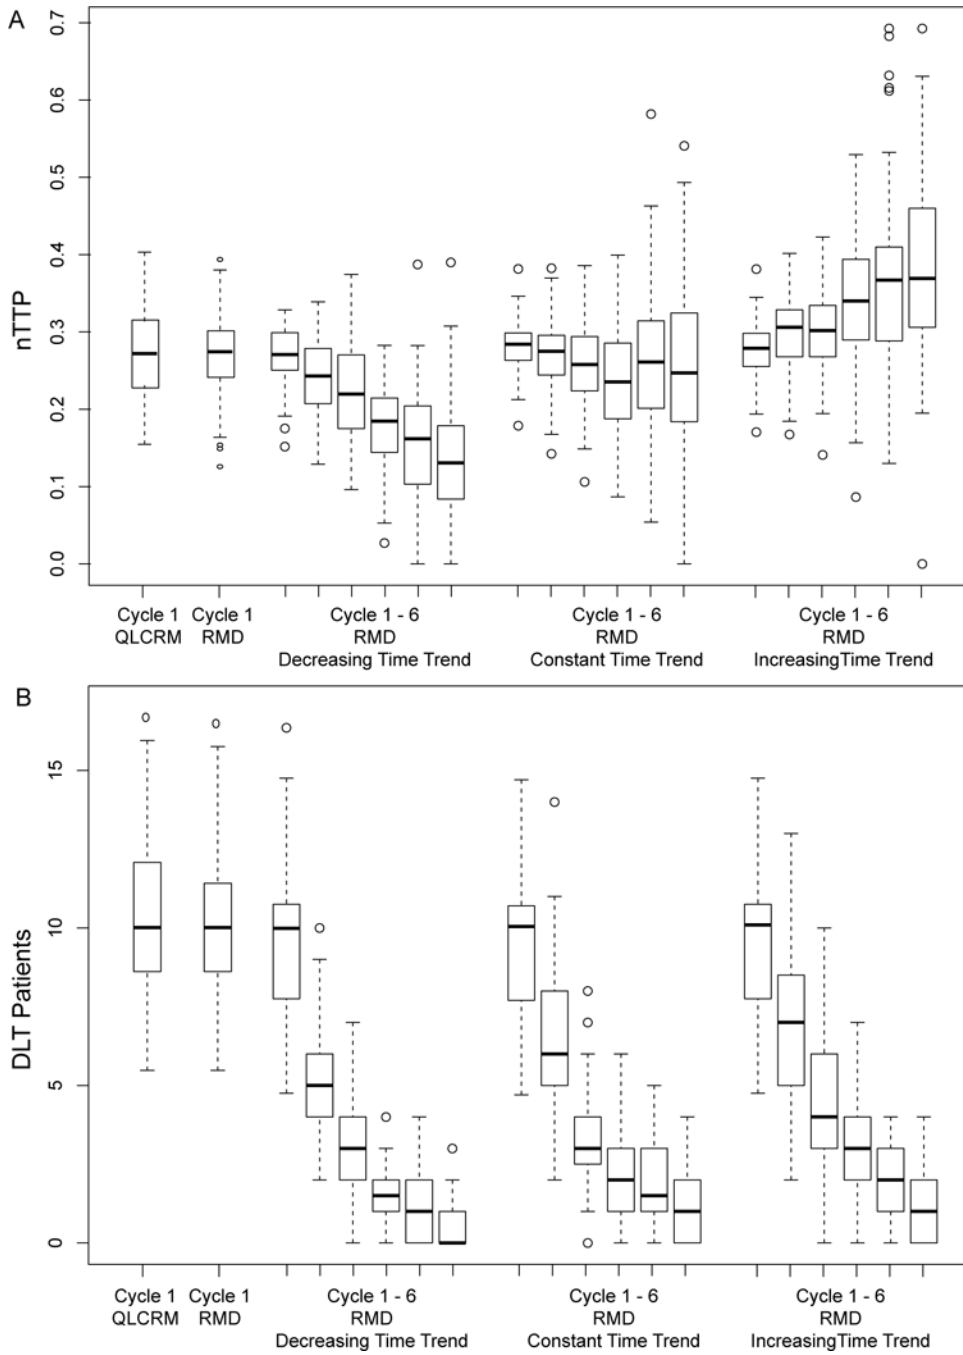 A
0.7
0.6
0.5
0.4
0.3
0.2
0.1
0.0
nTTP
Cycle 1 Cycle 1 Cycle 1 - 6 Cycle 1 - 6 Cycle 1 - 6
QLCRM RMD RMD RMD RMD
Decreasing Time Trend Constant Time Trend IncreasingTime Trend
B
15
10
5
0
DLT Patients
Cycle 1 Cycle 1 Cycle 1 - 6 Cycle 1 - 6 Cycle 1 - 6
QLCRM RMD RMD RMD RMD
Decreasing Time Trend Constant Time Trend IncreasingTime Trend